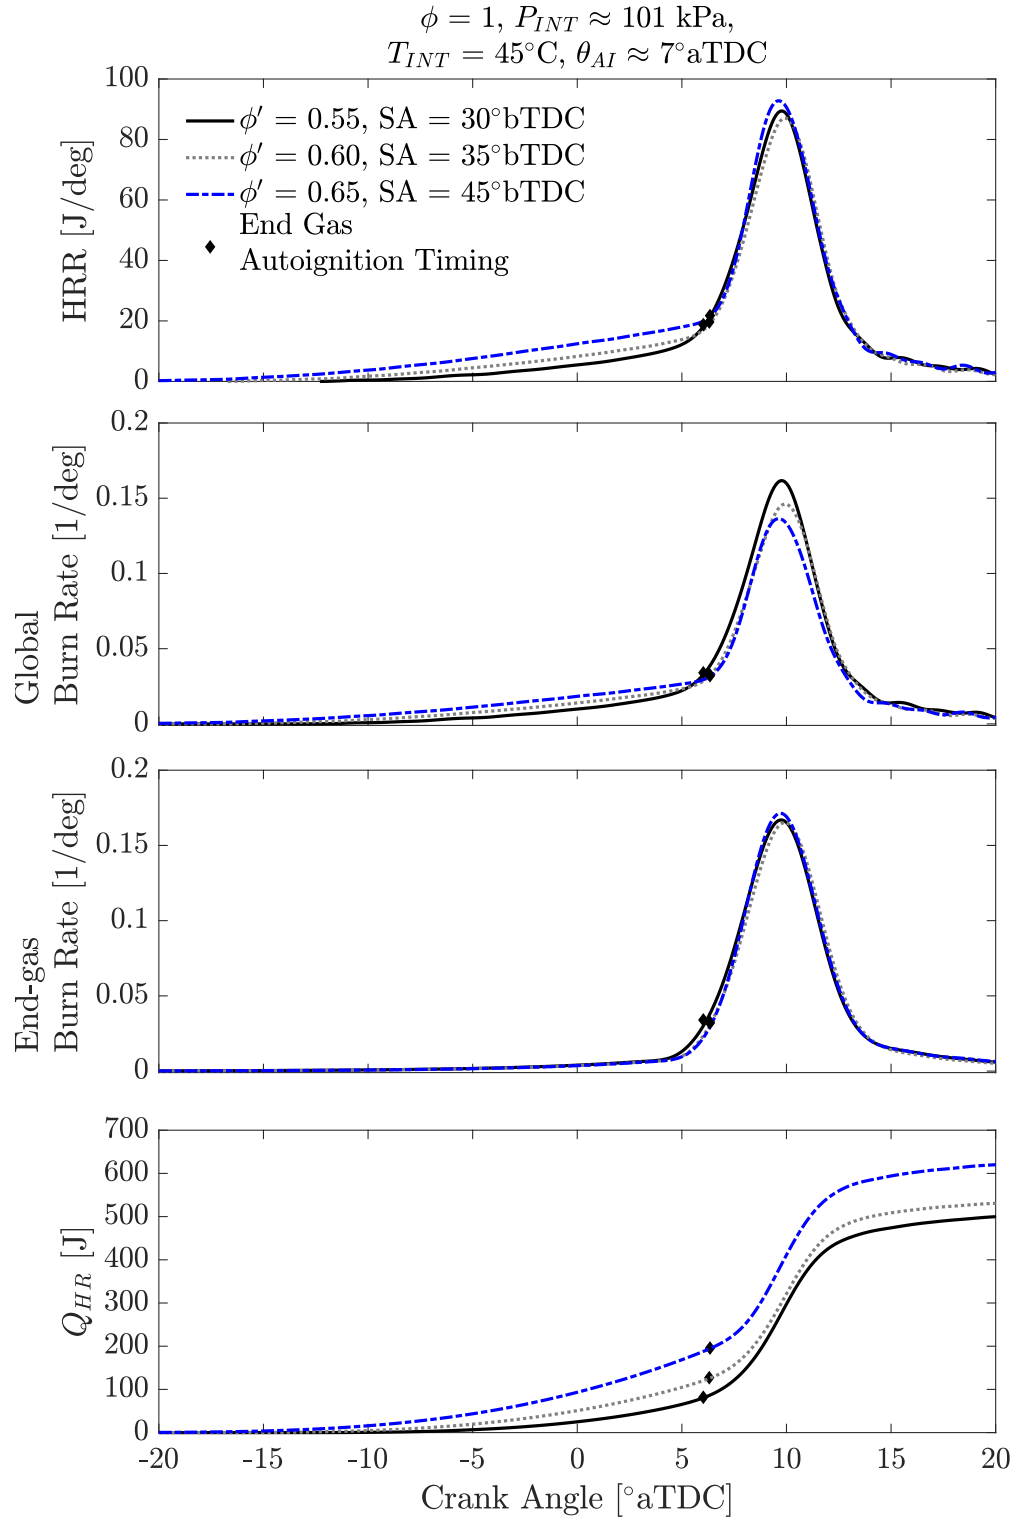 ϕ = 1, P_INT ≈ 101 kPa,
T_INT = 45°C, θ_AI ≈ 7°aTDC
100
80
60
40
20
0
HRR [J/deg]
ϕ′ = 0.55, SA = 30°bTDC
ϕ′ = 0.60, SA = 35°bTDC
ϕ′ = 0.65, SA = 45°bTDC
End Gas
Autoignition Timing
0.2
0.15
0.1
0.05
0
Global
Burn Rate [1/deg]
0.2
0.15
0.1
0.05
0
End-gas
Burn Rate [1/deg]
700
600
500
400
300
200
100
0
Q_HR [J]
-20 -15 -10 -5 0 5 10 15 20
Crank Angle [°aTDC]